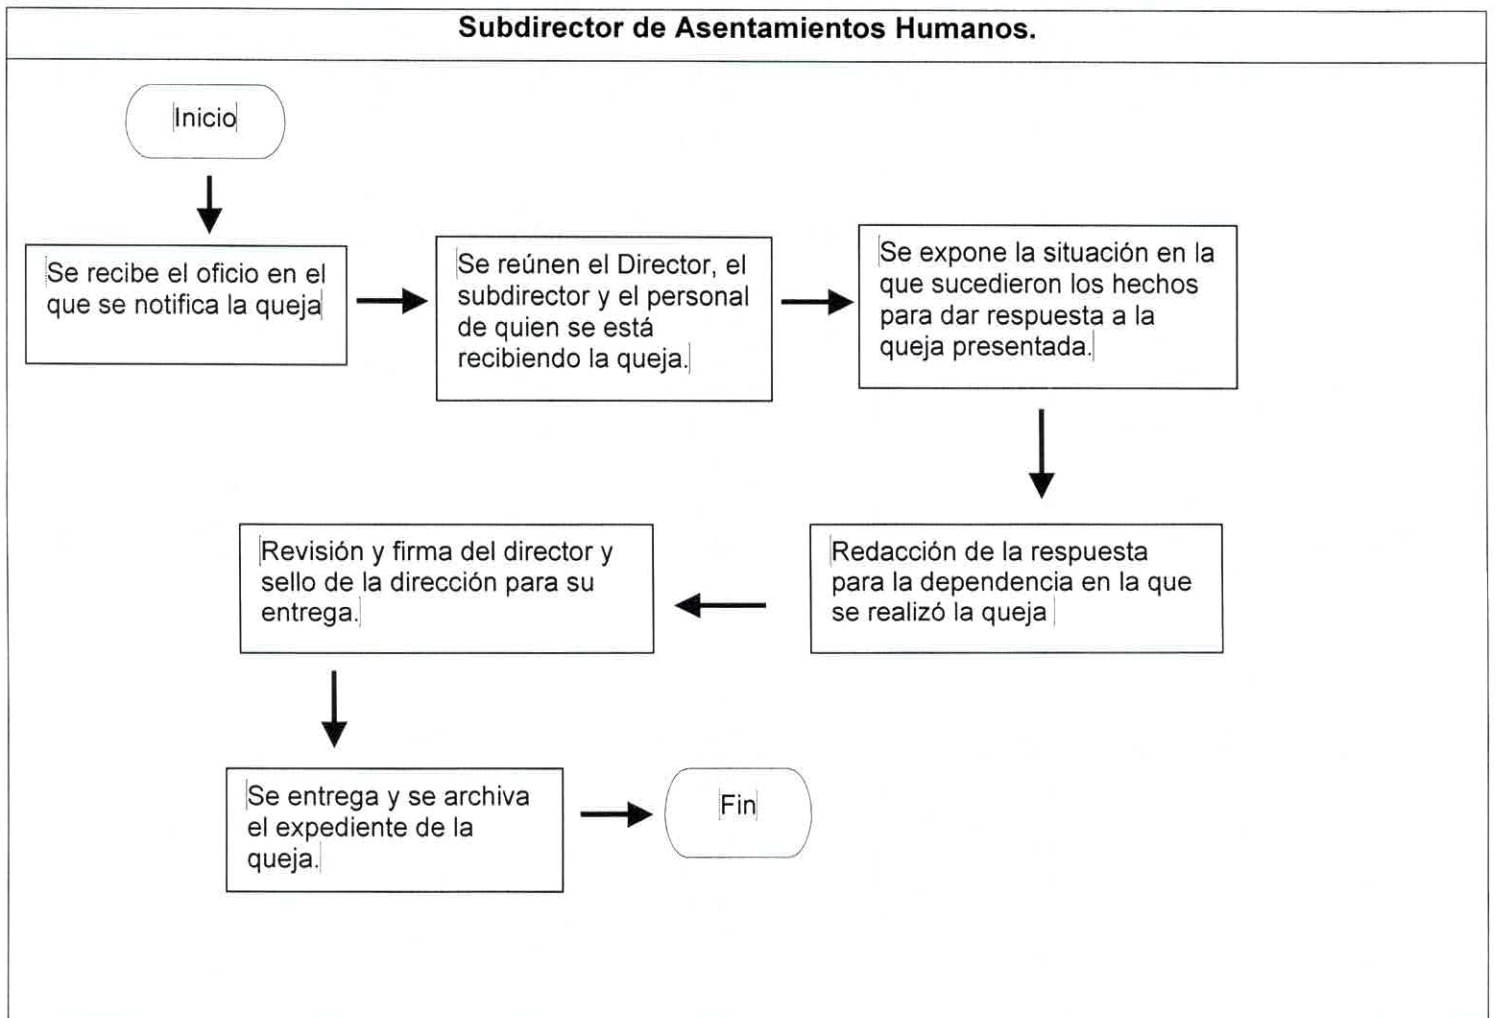 Subdirector de Asentamientos Humanos.
Inicio
Se recibe el oficio en el
que se notifica la queja
Se reúnen el Director, el
subdirector y el personal
de quien se está
recibiendo la queja.
Se expone la situación en la
que sucedieron los hechos
para dar respuesta a la
queja presentada.
Redacción de la respuesta
para la dependencia en la que
se realizó la queja
Revisión y firma del director y
sello de la dirección para su
entrega.
Se entrega y se archiva
el expediente de la
queja.
Fin